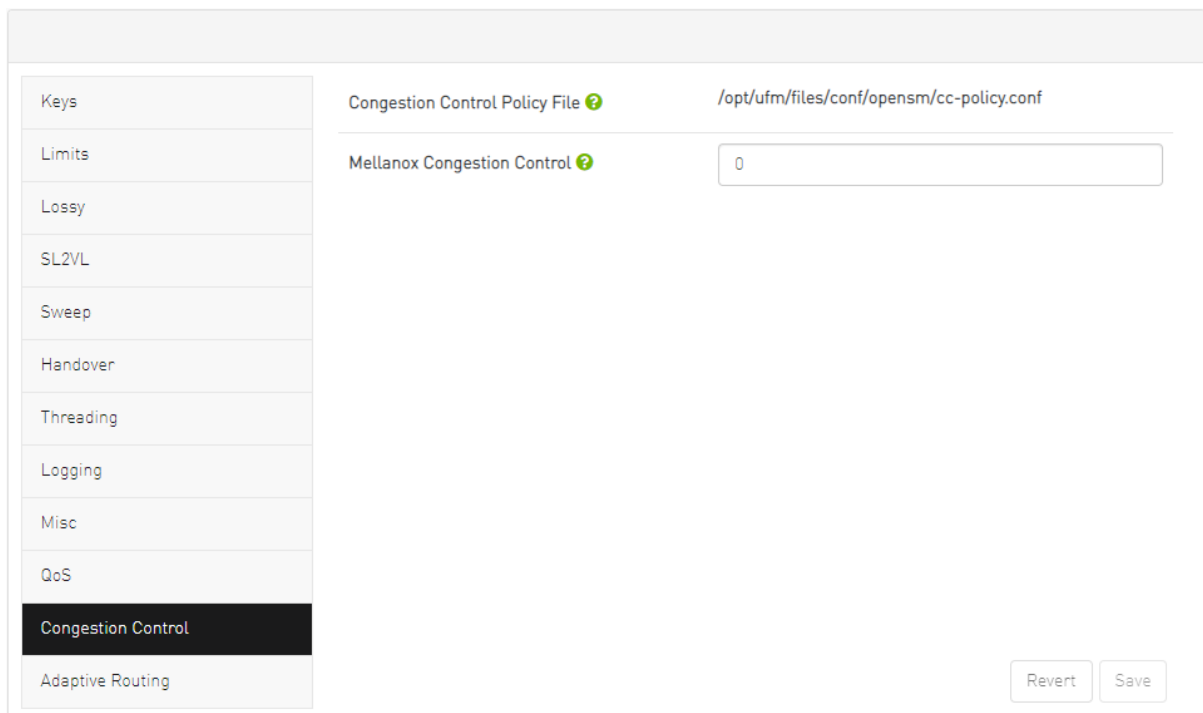 Keys
Limits
Lossy
SL2VL
Sweep
Handover
Threading
Logging
Misc
QoS
Congestion Control
Adaptive Routing
Congestion Control Policy File ?
/opt/ufm/files/conf/opensm/cc-policy.conf
Mellanox Congestion Control ?
0
Revert
Save